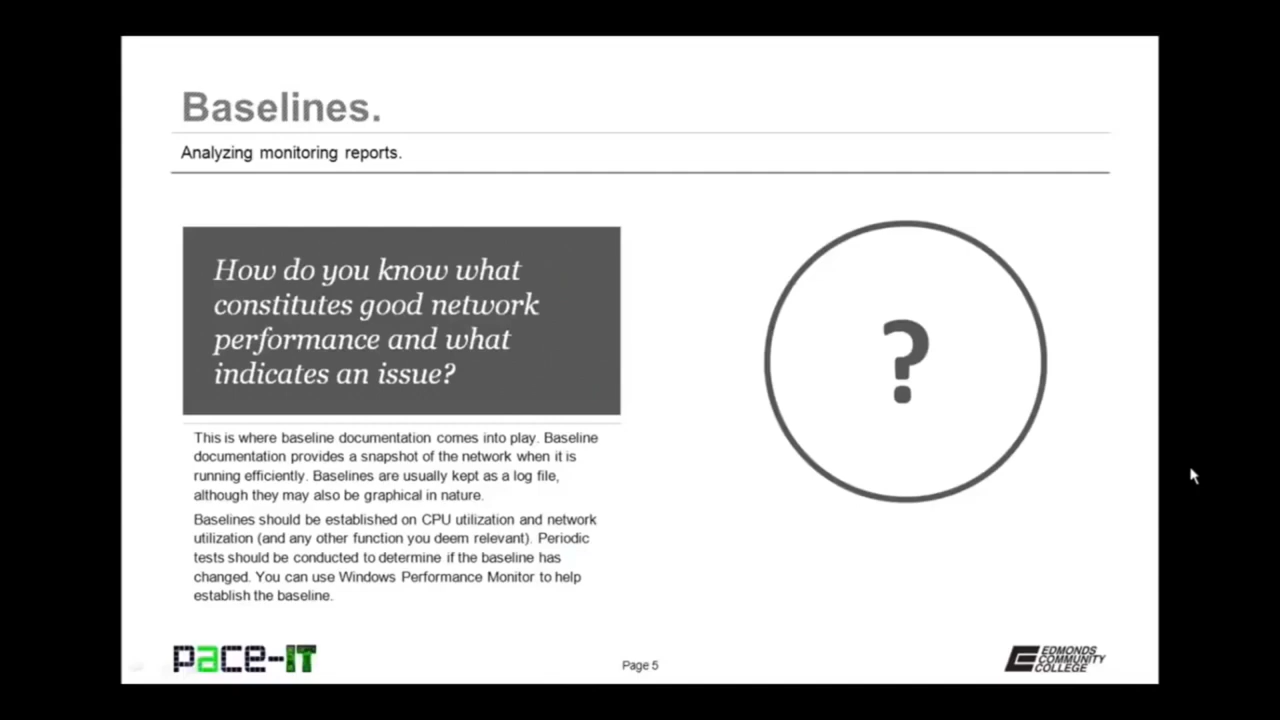 Baselines.
Analyzing monitoring reports.
How do you know what
constitutes good network
performance and what
indicates an issue?
?
This is where baseline documentation comes into play. Baseline
documentation provides a snapshot of the network when it is
running efficiently. Baselines are usually kept as a log file,
although they may also be graphical in nature.
Baselines should be established on CPU utilization and network
utilization (and any other function you deem relevant). Periodic
tests should be conducted to determine if the baseline has
changed. You can use Windows Performance Monitor to help
establish the baseline.
pace-IT
Page 5
EDMONDS
COMMUNITY
COLLEGE